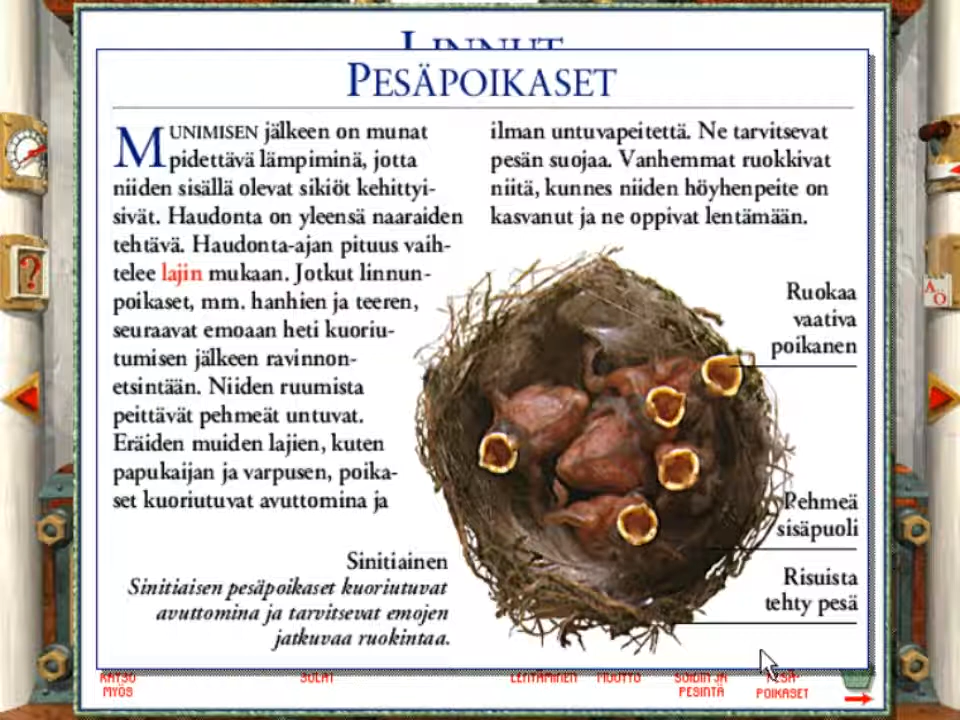 LINNUT
PESÄPOIKASET
MUNIMISEN jälkeen on munat
pidettävä lämpiminä, jotta
niiden sisällä olevat sikiöt kehittyi-
sivät. Haudonta on yleensä naaraiden
tehtävä. Haudonta-ajan pituus vaih-
telee lajin mukaan. Jotkut linnun-
poikaset, mm. hanhien ja teeren,
seuraavat emoaan heti kuoriu-
tumisen jälkeen ravinnon-
etsintään. Niiden ruumista
peittävät pehmeät untuvat.
Eräiden muiden lajien, kuten
papukaijan ja varpusen, poika-
set kuoriutuvat avuttomina ja
ilman untuvapeitettä. Ne tarvitsevat
pesän suojaa. Vanhemmat ruokkivat
niitä, kunnes niiden höyhenpeite on
kasvanut ja ne oppivat lentämään.
Ruokaa
vaativa
poikanen
Pehmeä
sisäpuoli
Risuista
tehty pesä
Sinitiainen
Sinitiaisen pesäpoikaset kuoriutuvat
avuttomina ja tarvitsevat emojen
jatkuvaa ruokintaa.
KATSO
MYÖS
SULAT
LENTÄMINEN
MUUTTO
SOIDIN JA
PESINTÄ
PESÄ-
POIKASET
A...
O
?